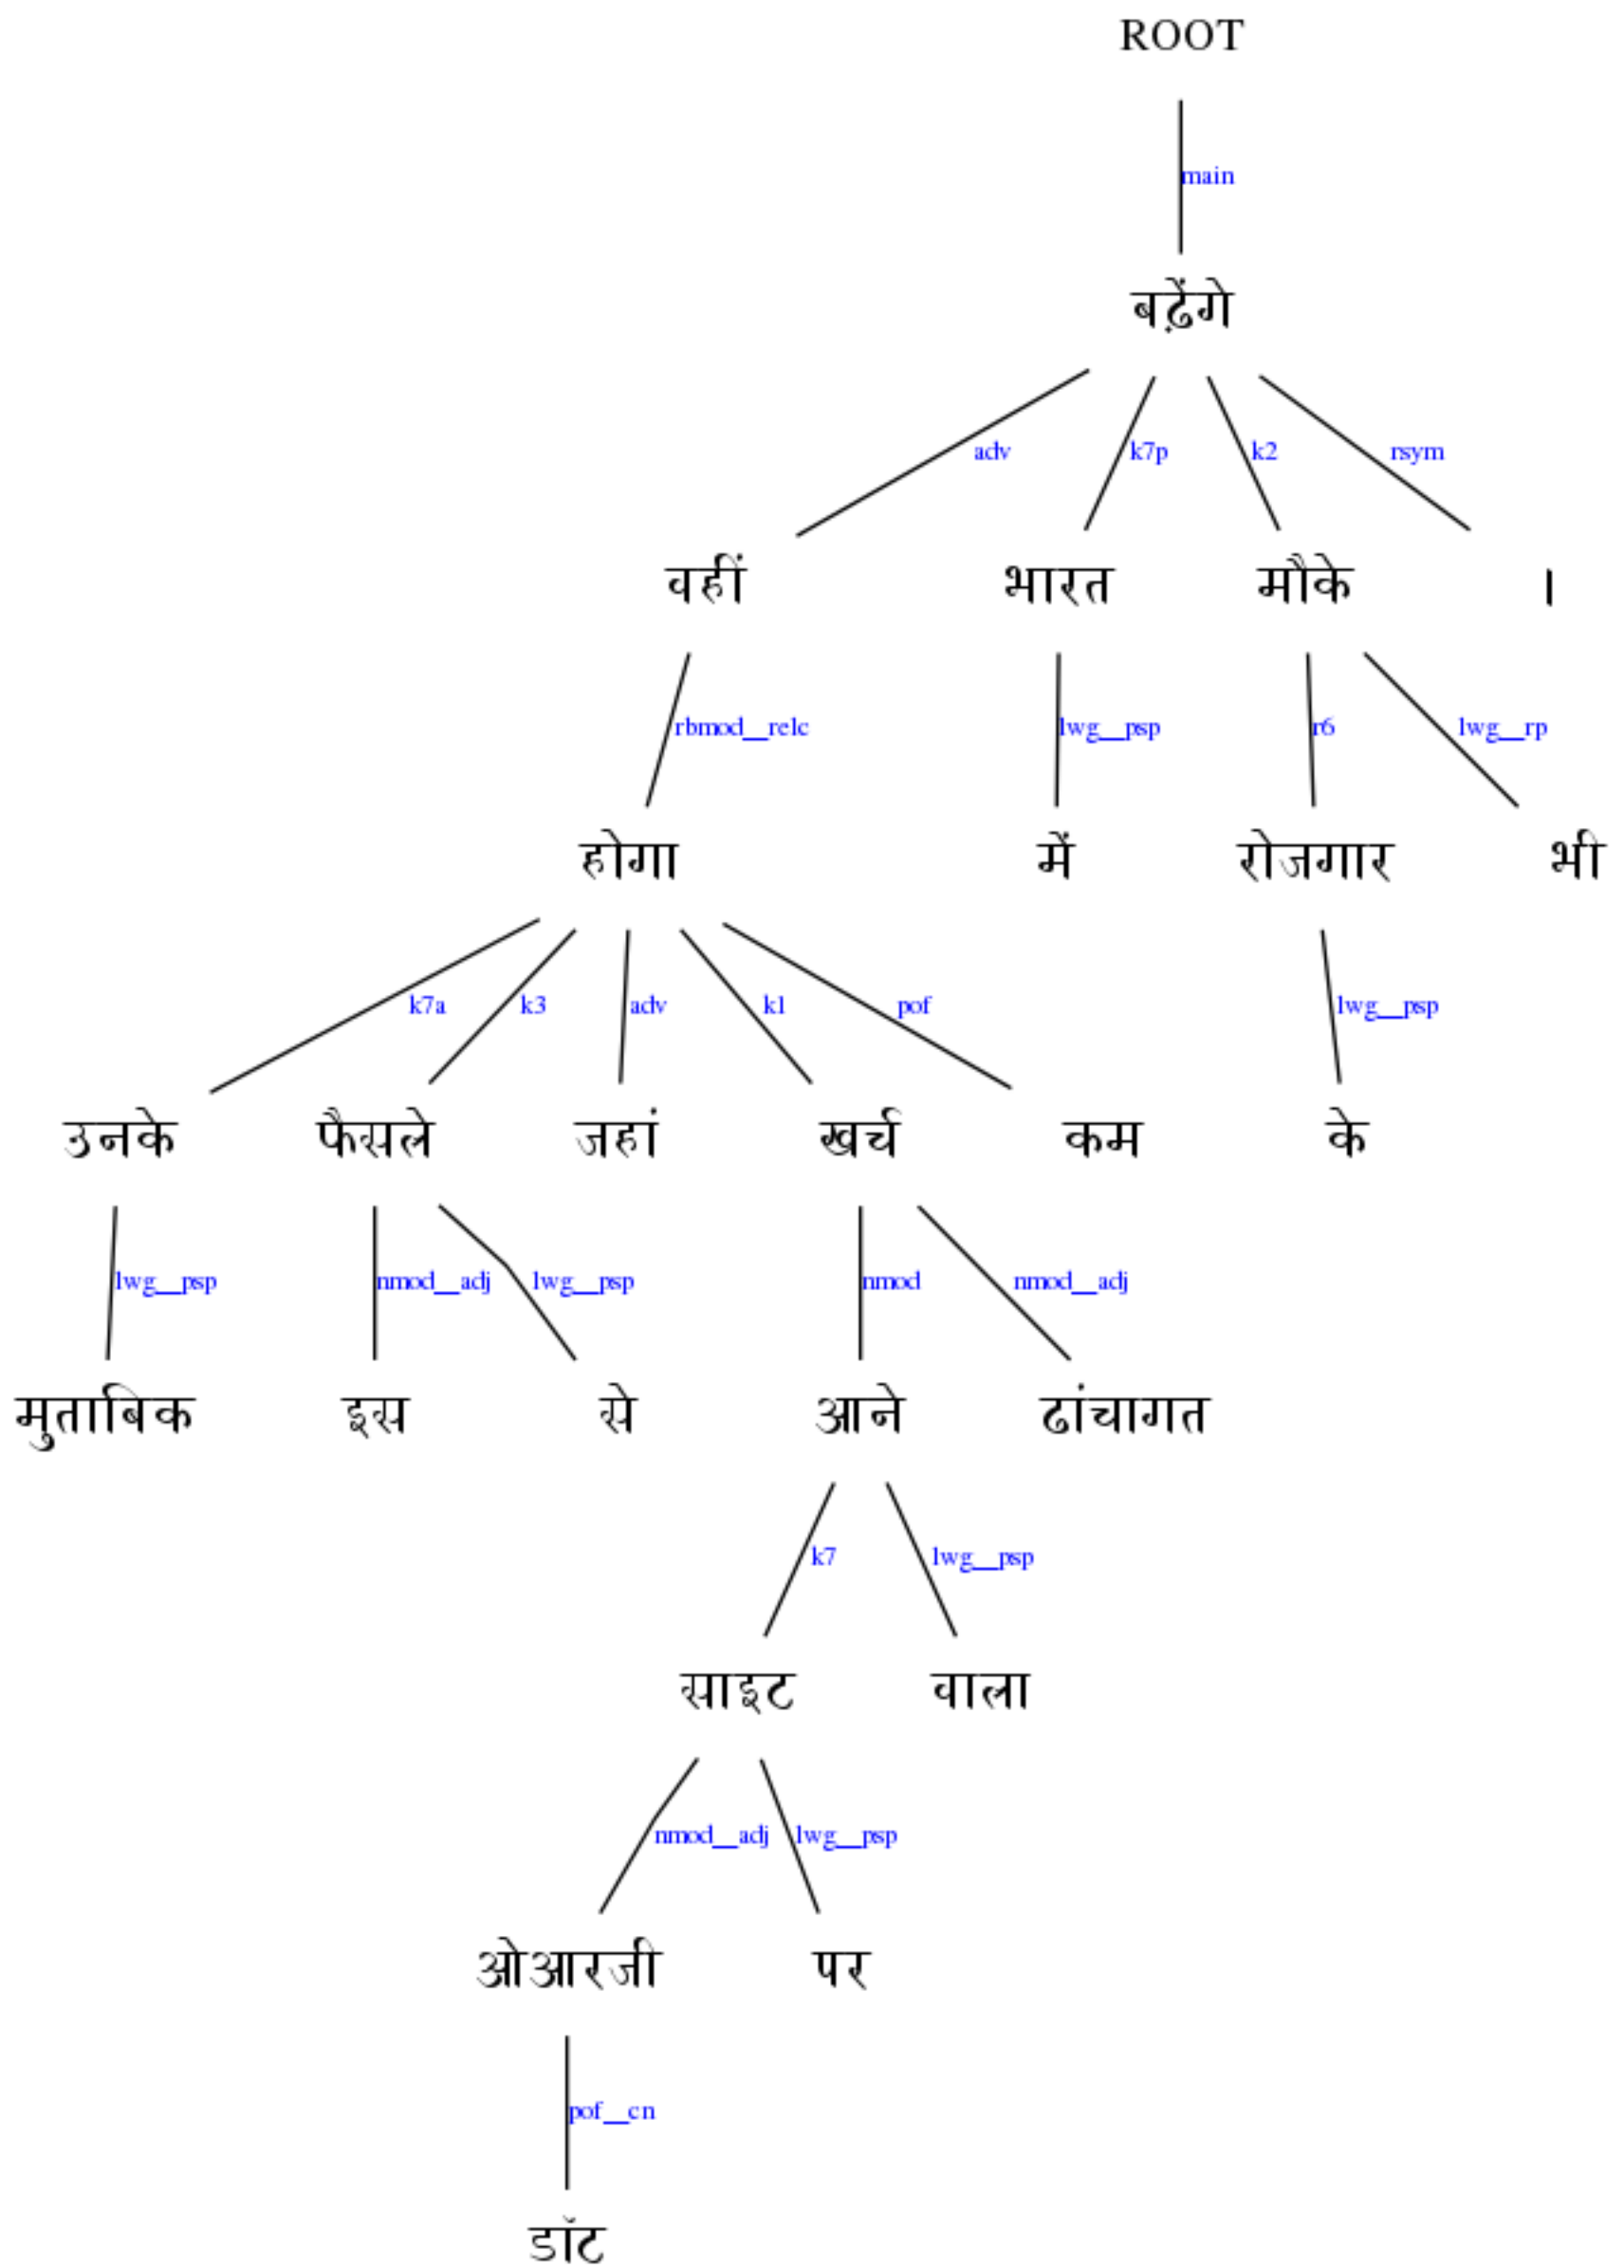 ROOT
main
बढ़ेंगे
adv k7p k2 rsym
वहीं भारत मौके ।
rbmod__relc lwg__psp r6 lwg__rp
होगा में रोजगार भी
k7a k3 adv k1 pof lwg__psp
उनके फैसले जहां खर्च कम के
lwg__psp nmod__adj lwg__psp nmod nmod__adj
मुताबिक इस से आने ढांचागत
k7 lwg__psp
साइट वाला
nmod__adj lwg__psp
ओआरजी पर
pof__cn
डॉट